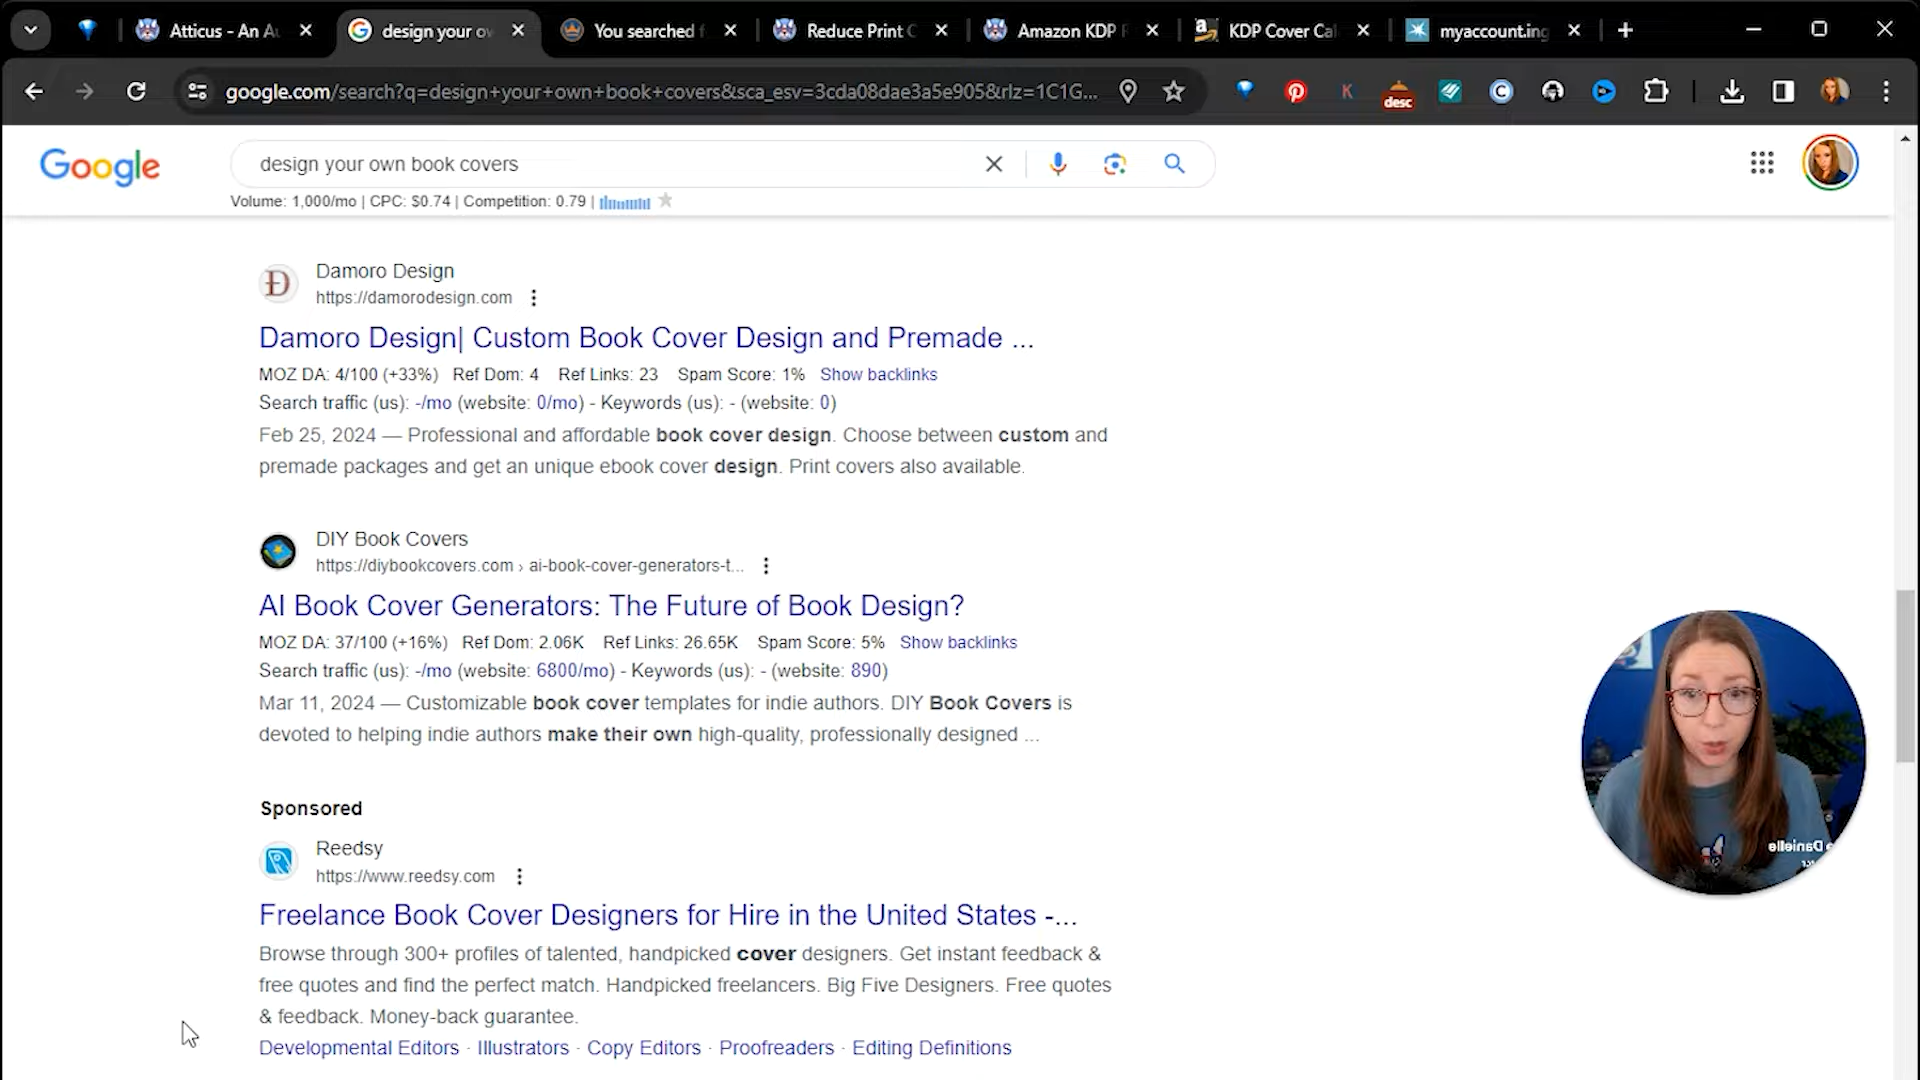 Atticus - An Au
design your ow
You searched f
Reduce Print C
Amazon KDP
KDP Cover Cal
myaccount.ing
google.com/search?q=design+your+own+book+covers&sca_esv=3cda08dae3a5e905&rlz=1C1G...
K
desc
Google
design your own book covers
Volume: 1,000/mo | CPC: $0.74 | Competition: 0.79 |
Damoro Design
https://damorodesign.com
Damoro Design| Custom Book Cover Design and Premade ...
MOZ DA: 4/100 (+33%) Ref Dom: 4 Ref Links: 23 Spam Score: 1% Show backlinks
Search traffic (us): -/mo (website: 0/mo) - Keywords (us): - (website: 0)
Feb 25, 2024 — Professional and affordable book cover design. Choose between custom and
premade packages and get an unique ebook cover design. Print covers also available.
DIY Book Covers
https://diybookcovers.com › ai-book-cover-generators-t...
AI Book Cover Generators: The Future of Book Design?
MOZ DA: 37/100 (+16%) Ref Dom: 2.06K Ref Links: 26.65K Spam Score: 5% Show backlinks
Search traffic (us): -/mo (website: 6800/mo) - Keywords (us): - (website: 890)
Mar 11, 2024 — Customizable book cover templates for indie authors. DIY Book Covers is
devoted to helping indie authors make their own high-quality, professionally designed ...
Sponsored
Reedsy
https://www.reedsy.com
Freelance Book Cover Designers for Hire in the United States -...
Browse through 300+ profiles of talented, handpicked cover designers. Get instant feedback &
free quotes and find the perfect match. Handpicked freelancers. Big Five Designers. Free quotes
& feedback. Money-back guarantee.
Developmental Editors · Illustrators · Copy Editors · Proofreaders · Editing Definitions
Danielle